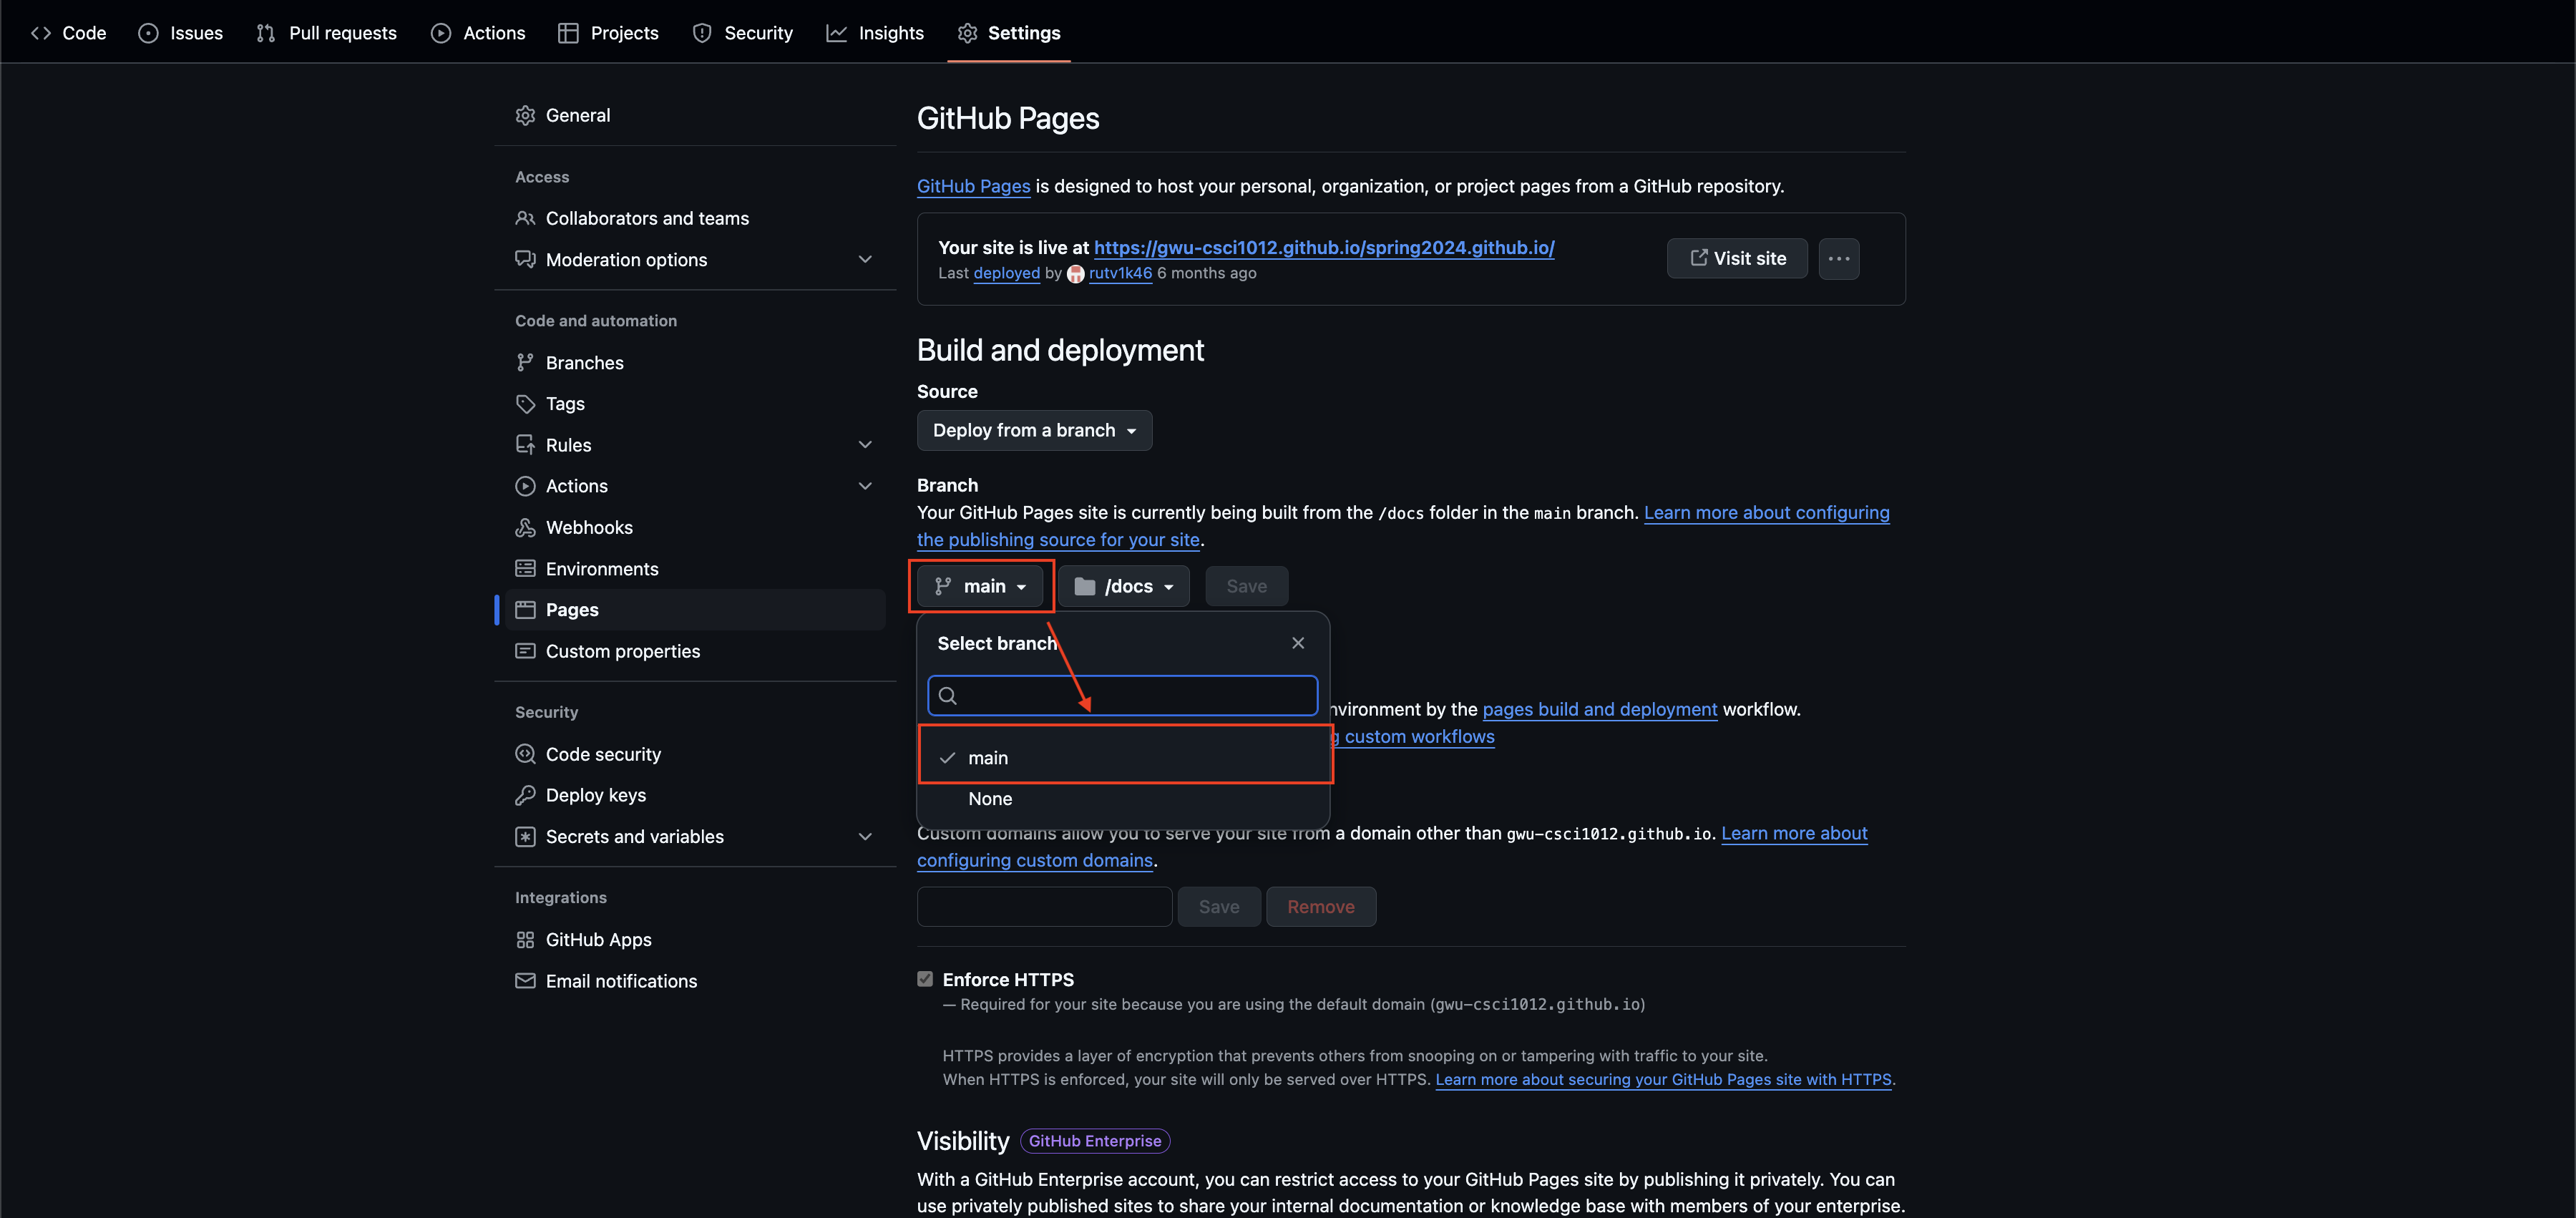 Code Issues Pull requests Actions Projects Security Insights Settings
General
Access
Collaborators and teams
Moderation options
Code and automation
Branches
Tags
Rules
Actions
Webhooks
Environments
Pages
Custom properties
Security
Code security
Deploy keys
Secrets and variables
Integrations
GitHub Apps
Email notifications
GitHub Pages
GitHub Pages is designed to host your personal, organization, or project pages from a GitHub repository.
Your site is live at https://gwu-csci1012.github.io/spring2024.github.io/
Last deployed by rutv1k46 6 months ago
Visit site
Build and deployment
Source
Deploy from a branch
Branch
Your GitHub Pages site is currently being built from the /docs folder in the main branch. Learn more about configuring
the publishing source for your site.
main /docs Save
Select branch
nvironment by the pages build and deployment workflow.
g custom workflows
main
None
Custom domains allow you to serve your site from a domain other than gwu-csci1012.github.io. Learn more about
configuring custom domains.
Save Remove
Enforce HTTPS
— Required for your site because you are using the default domain (gwu-csci1012.github.io)
HTTPS provides a layer of encryption that prevents others from snooping on or tampering with traffic to your site.
When HTTPS is enforced, your site will only be served over HTTPS. Learn more about securing your GitHub Pages site with HTTPS.
Visibility GitHub Enterprise
With a GitHub Enterprise account, you can restrict access to your GitHub Pages site by publishing it privately. You can
use privately published sites to share your internal documentation or knowledge base with members of your enterprise.